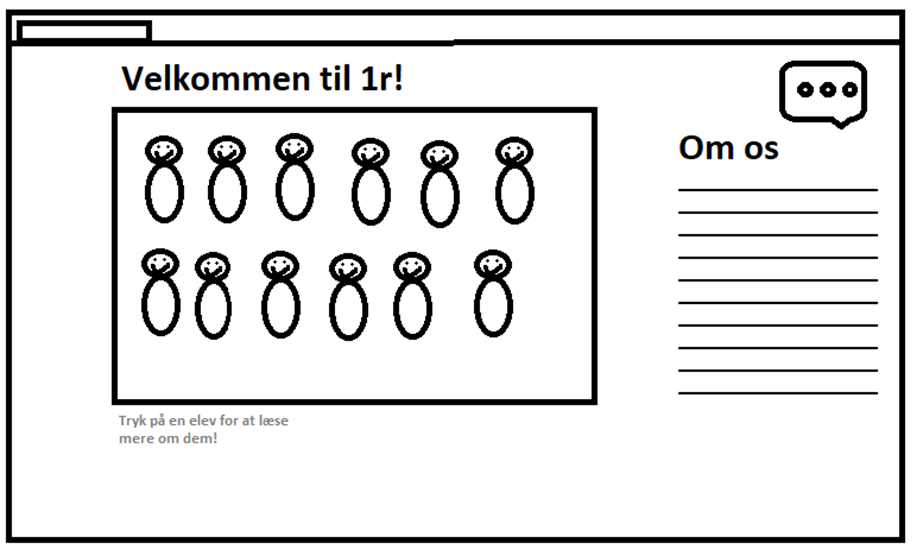 Velkommen til 1r!
Om os
Tryk på en elev for at læse
mere om dem!